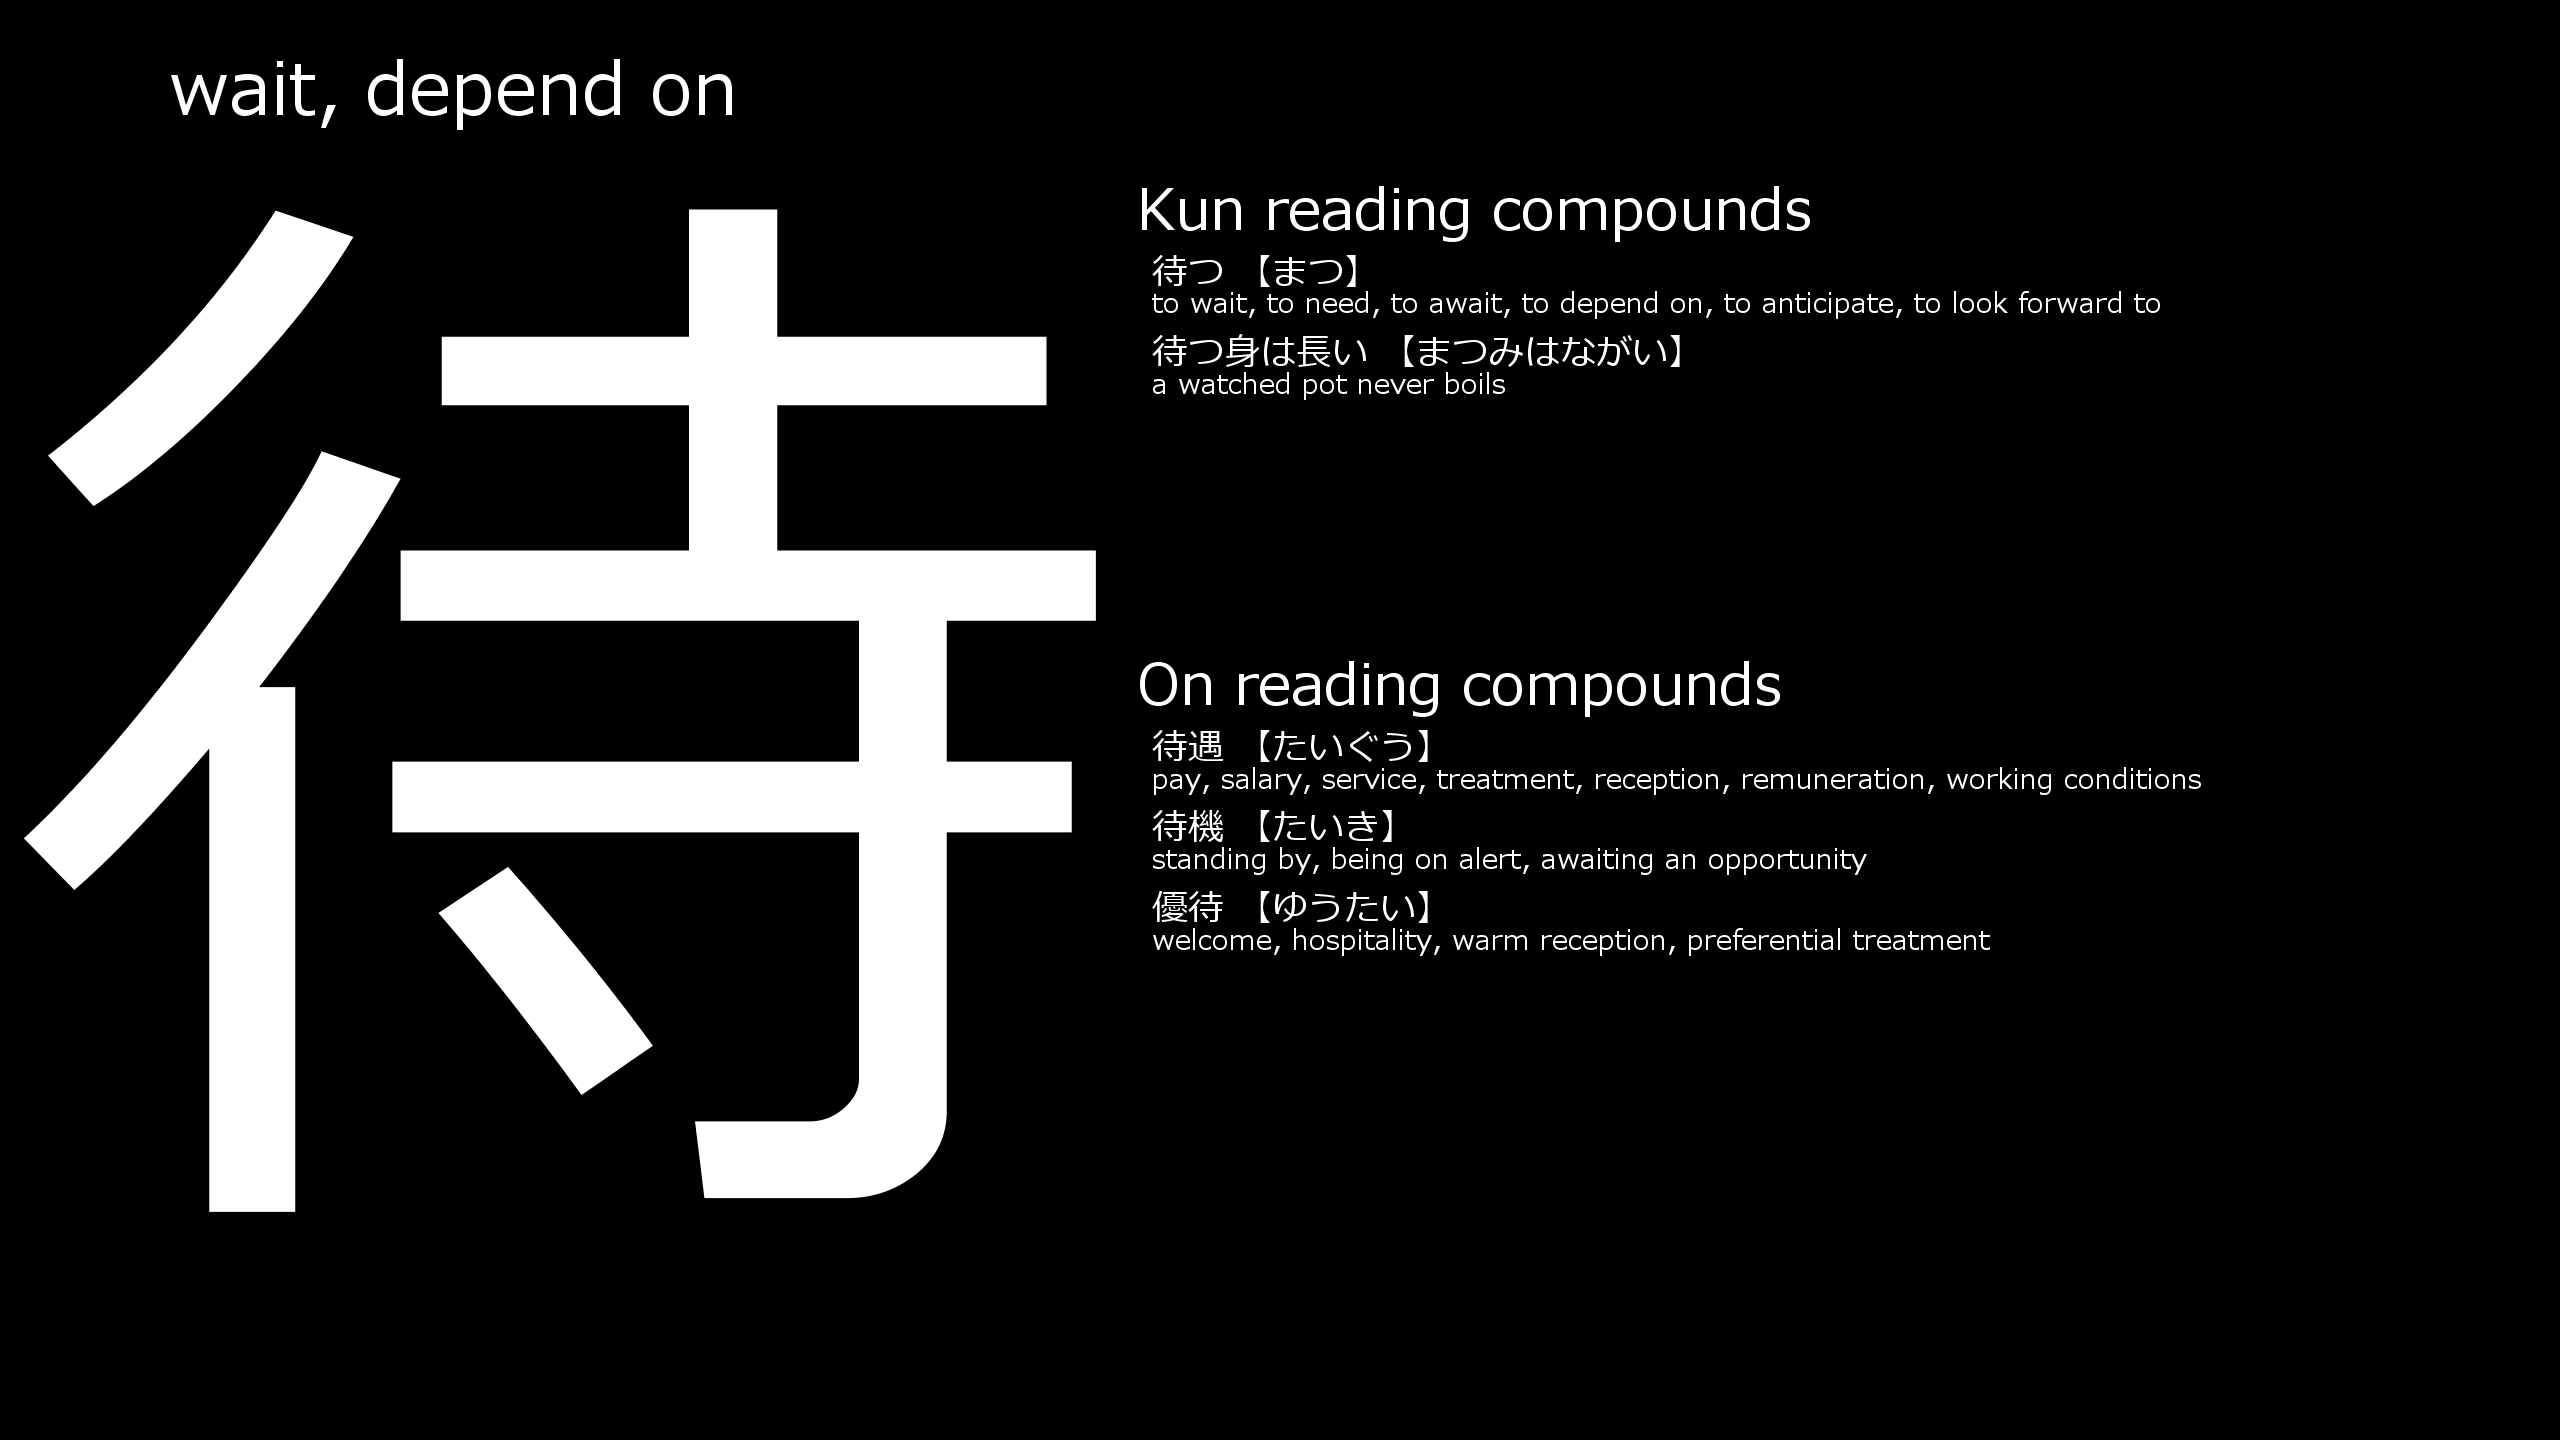 wait, depend on
待
Kun reading compounds
待つ 【まつ】
to wait, to need, to await, to depend on, to anticipate, to look forward to
待つ身は長い 【まつみはながい】
a watched pot never boils
On reading compounds
待遇 【たいぐう】
pay, salary, service, treatment, reception, remuneration, working conditions
待機 【たいき】
standing by, being on alert, awaiting an opportunity
優待 【ゆうたい】
welcome, hospitality, warm reception, preferential treatment